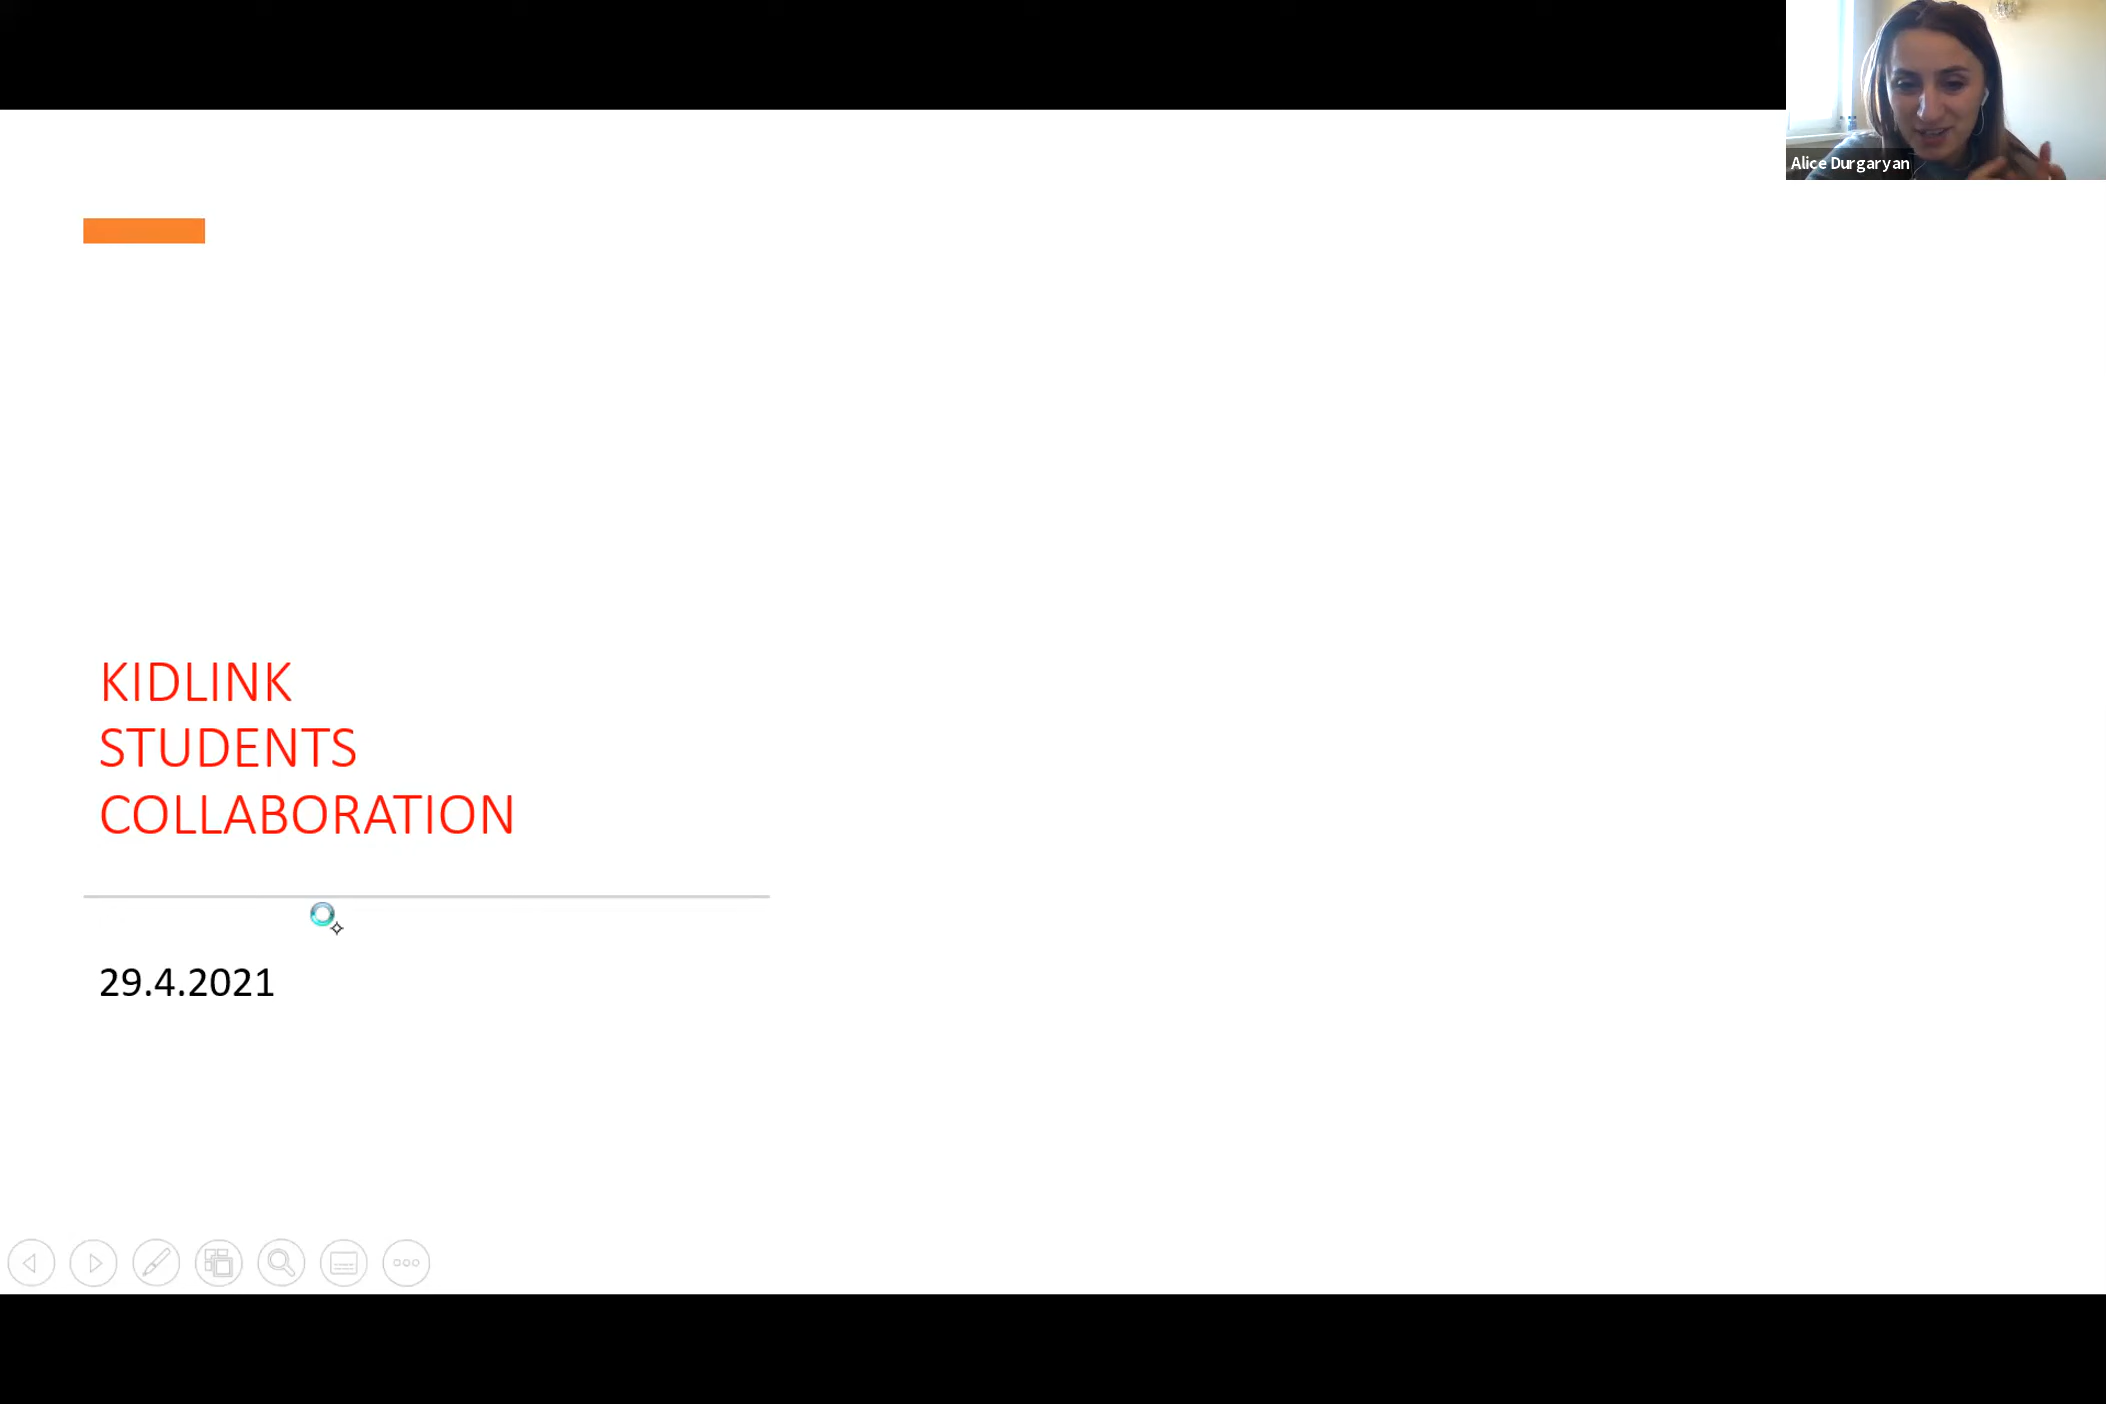 Alice Durgaryan
KIDLINK
STUDENTS
COLLABORATION
29.4.2021